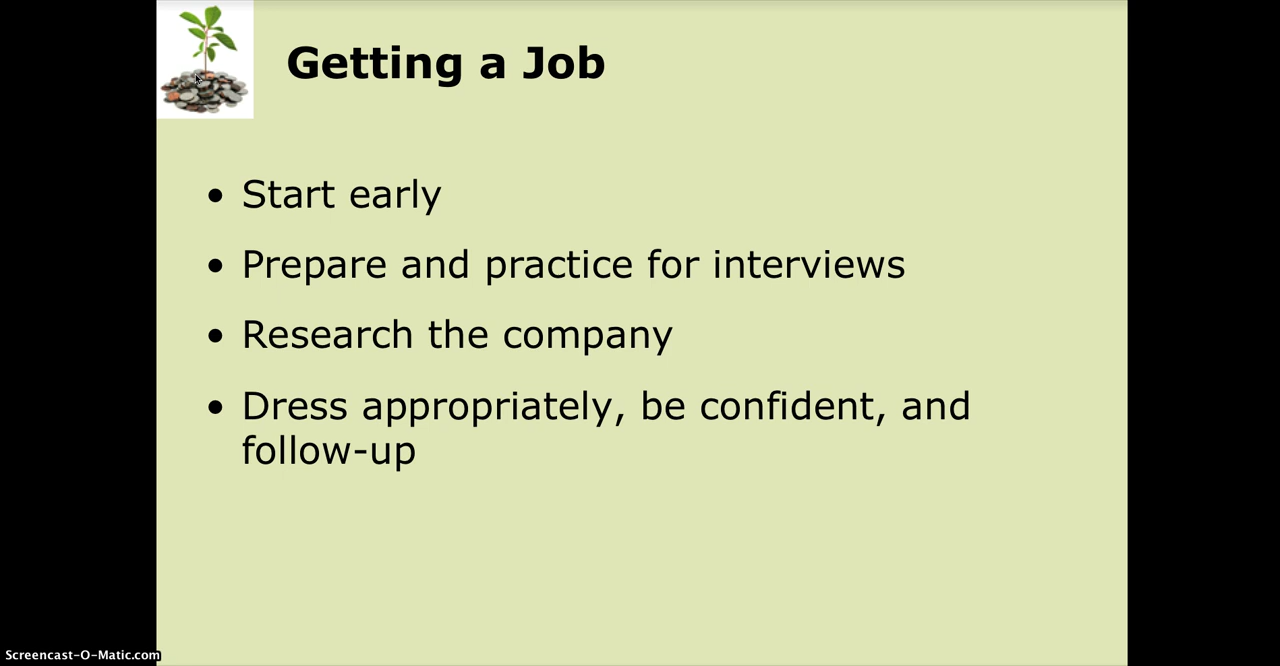 Getting a Job
• Start early
• Prepare and practice for interviews
• Research the company
• Dress appropriately, be confident, and
follow-up
Screencast-O-Matic.com